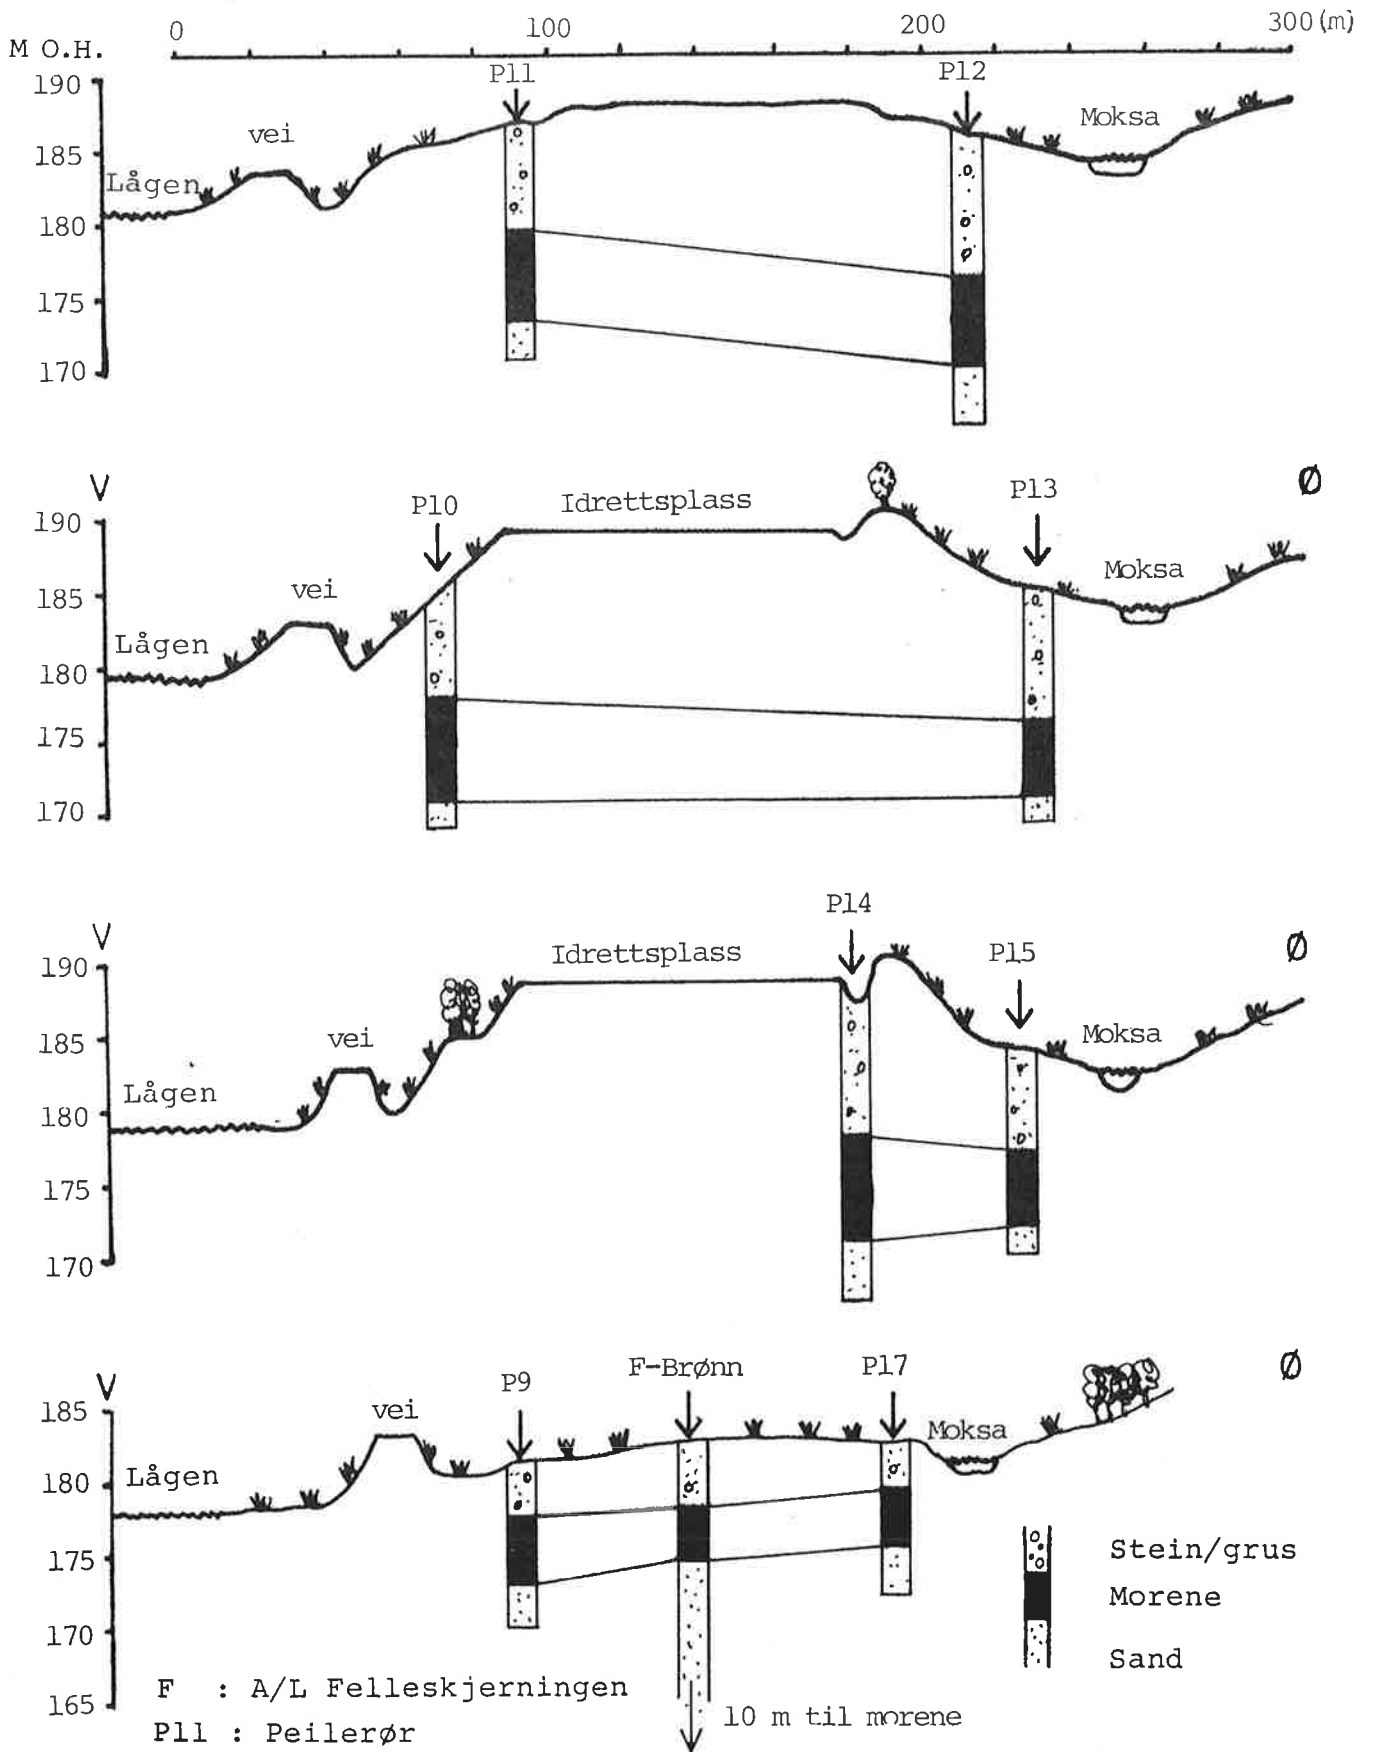 0 100 200 300 (m)
M O.H.
P11 P12
190
vei Moksa
185
Lågen
180
175
170
V Ø
P10 Idrettsplass P13
190
vei Moksa
185
Lågen
180
175
170
P14
V Idrettsplass P15 Ø
190
vei Moksa
185
Lågen
180
175
170
V P9 F-Brønn P17 Ø
185 vei
Moksa
Lågen
180
175
170
165
Stein/grus
Morene
Sand
F : A/L Felleskjerningen
P11 : Peilerør
10 m til morene